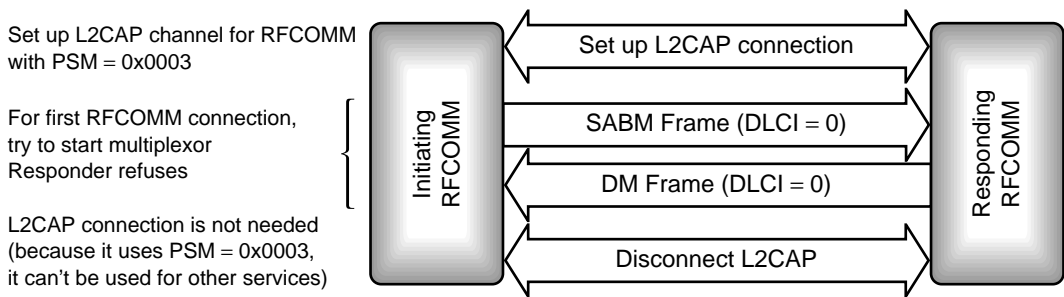 Set up L2CAP channel for RFCOMM
with PSM = 0x0003
For first RFCOMM connection,
try to start multiplexor
Responder refuses
L2CAP connection is not needed
(because it uses PSM = 0x0003,
it can't be used for other services)
Initiating
RFCOMM
Set up L2CAP connection
SABM Frame (DLCI = 0)
DM Frame (DLCI = 0)
Disconnect L2CAP
Responding
RFCOMM